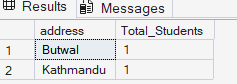 Results Messages
address Total_Students
1 Butwal 1
2 Kathmandu 1